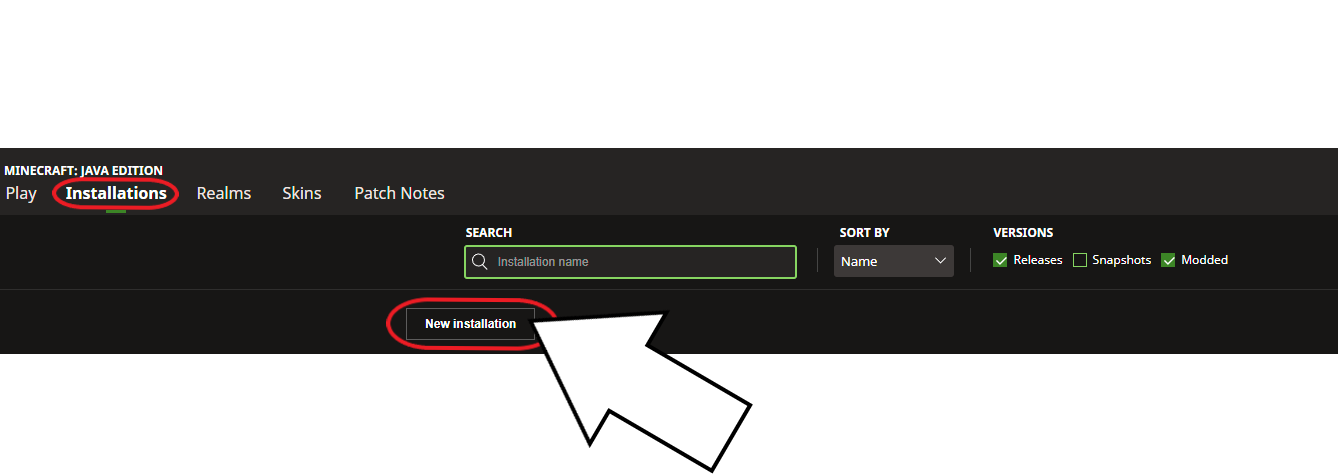 MINECRAFT: JAVA EDITION
Play Installations Realms Skins Patch Notes
SEARCH SORT BY VERSIONS
Installation name Name Releases Snapshots Modded
New installation